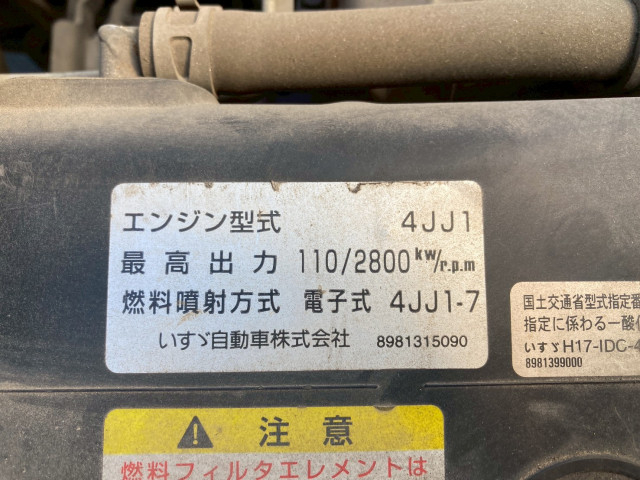 エンジン型式 4JJ1
最高出力 110/2800 kw/r.p.m
燃料噴射方式 電子式 4JJ1-7
いすゞ自動車株式会社 8981315090
国土交通省型式指定番
指定に係わる一酸化
いすゞH17-IDC-4
8981399000
注意
燃料フィルタエレメントは